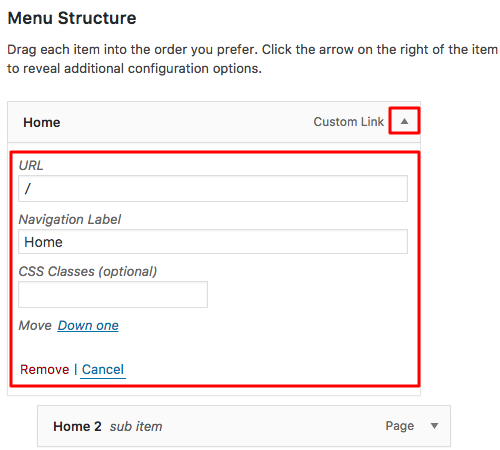 Menu Structure
Drag each item into the order you prefer. Click the arrow on the right of the item
to reveal additional configuration options.
Home Custom Link
URL
/
Navigation Label
Home
CSS Classes (optional)
Move Down one
Remove | Cancel
Home 2 sub item Page